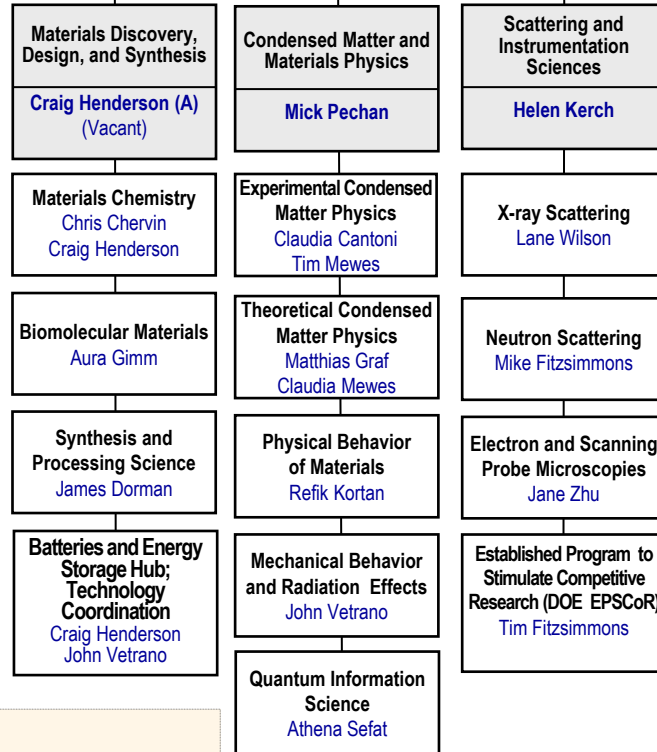 Materials Discovery,
Design, and Synthesis
Craig Henderson (A)
(Vacant)
Materials Chemistry
Chris Chervin
Craig Henderson
Biomolecular Materials
Aura Gimm
Synthesis and
Processing Science
James Dorman
Batteries and Energy
Storage Hub;
Technology
Coordination
Craig Henderson
John Vetrano
Condensed Matter and
Materials Physics
Mick Pechan
Experimental Condensed
Matter Physics
Claudia Cantoni
Tim Mewes
Theoretical Condensed
Matter Physics
Matthias Graf
Claudia Mewes
Physical Behavior
of Materials
Refik Kortan
Mechanical Behavior
and Radiation Effects
John Vetrano
Quantum Information
Science
Athena Sefat
Scattering and
Instrumentation
Sciences
Helen Kerch
X-ray Scattering
Lane Wilson
Neutron Scattering
Mike Fitzsimmons
Electron and Scanning
Probe Microscopies
Jane Zhu
Established Program to
Stimulate Competitive
Research (DOE EPSCoR)
Tim Fitzsimmons